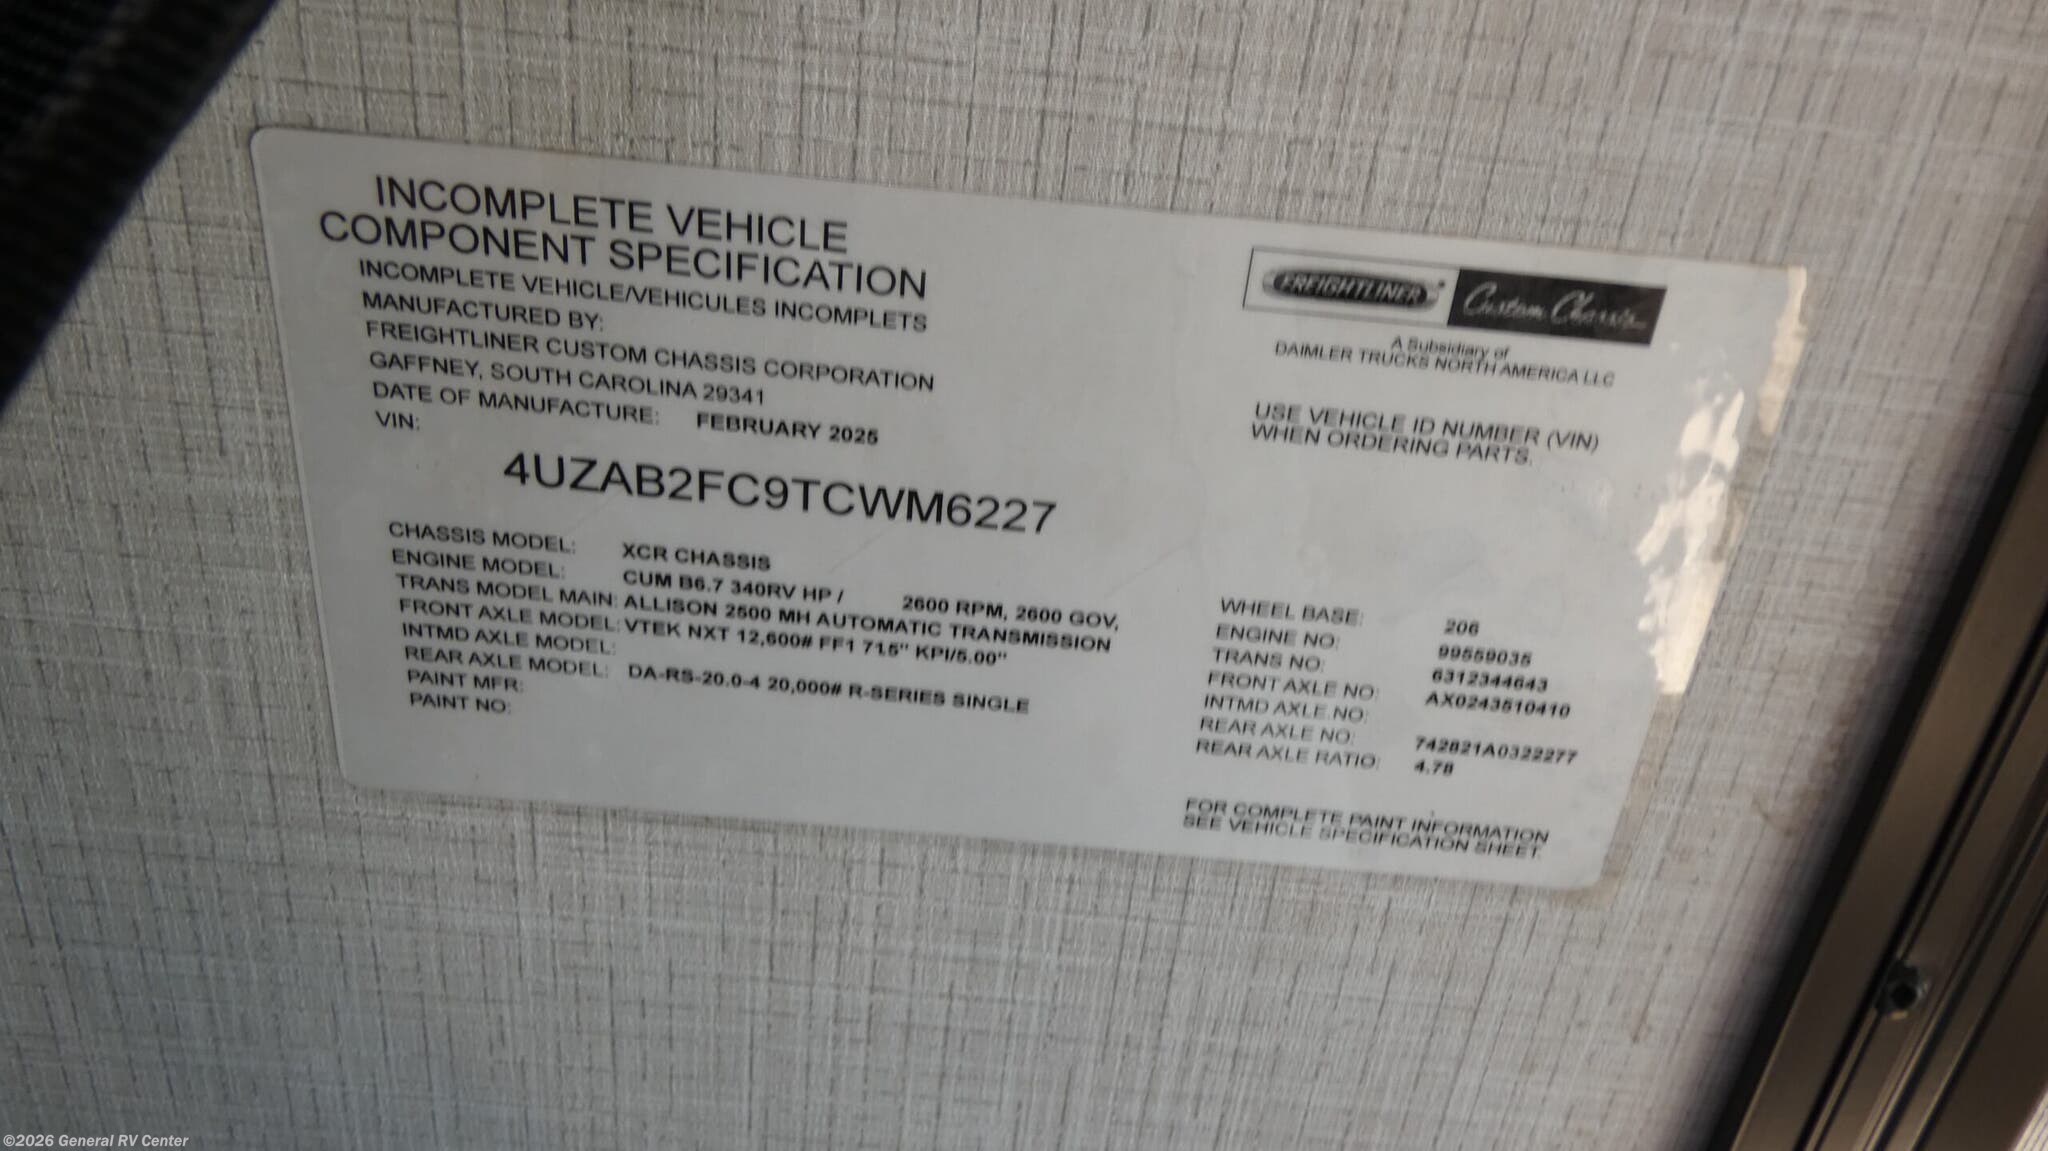 INCOMPLETE VEHICLE
COMPONENT SPECIFICATION
INCOMPLETE VEHICLE/VEHICULES INCOMPLETS
MANUFACTURED BY:
FREIGHTLINER CUSTOM CHASSIS CORPORATION
GAFFNEY, SOUTH CAROLINA 29341
DATE OF MANUFACTURE: FEBRUARY 2025
VIN:
4UZAB2FC9TCWM6227
CHASSIS MODEL: XCR CHASSIS
ENGINE MODEL: CUM B6.7 340RV HP / 2600 RPM, 2600 GOV,
TRANS MODEL MAIN: ALLISON 2500 MH AUTOMATIC TRANSMISSION
FRONT AXLE MODEL: VTEK NXT 12,600# FF1 71.5" KPI/5.00"
INTMD AXLE MODEL:
REAR AXLE MODEL: DA-RS-20.0-4 20,000# R-SERIES SINGLE
PAINT MFR:
PAINT NO:
FREIGHTLINER Custom Chassis
A Subsidiary of
DAIMLER TRUCKS NORTH AMERICA LLC
USE VEHICLE ID NUMBER (VIN)
WHEN ORDERING PARTS.
WHEEL BASE: 206
ENGINE NO: 99559035
TRANS NO: 6312344643
FRONT AXLE NO: AX0243510410
INTMD AXLE NO:
REAR AXLE NO: 742821A0322277
REAR AXLE RATIO: 4.78
FOR COMPLETE PAINT INFORMATION
SEE VEHICLE SPECIFICATION SHEET.
©2026 General RV Center